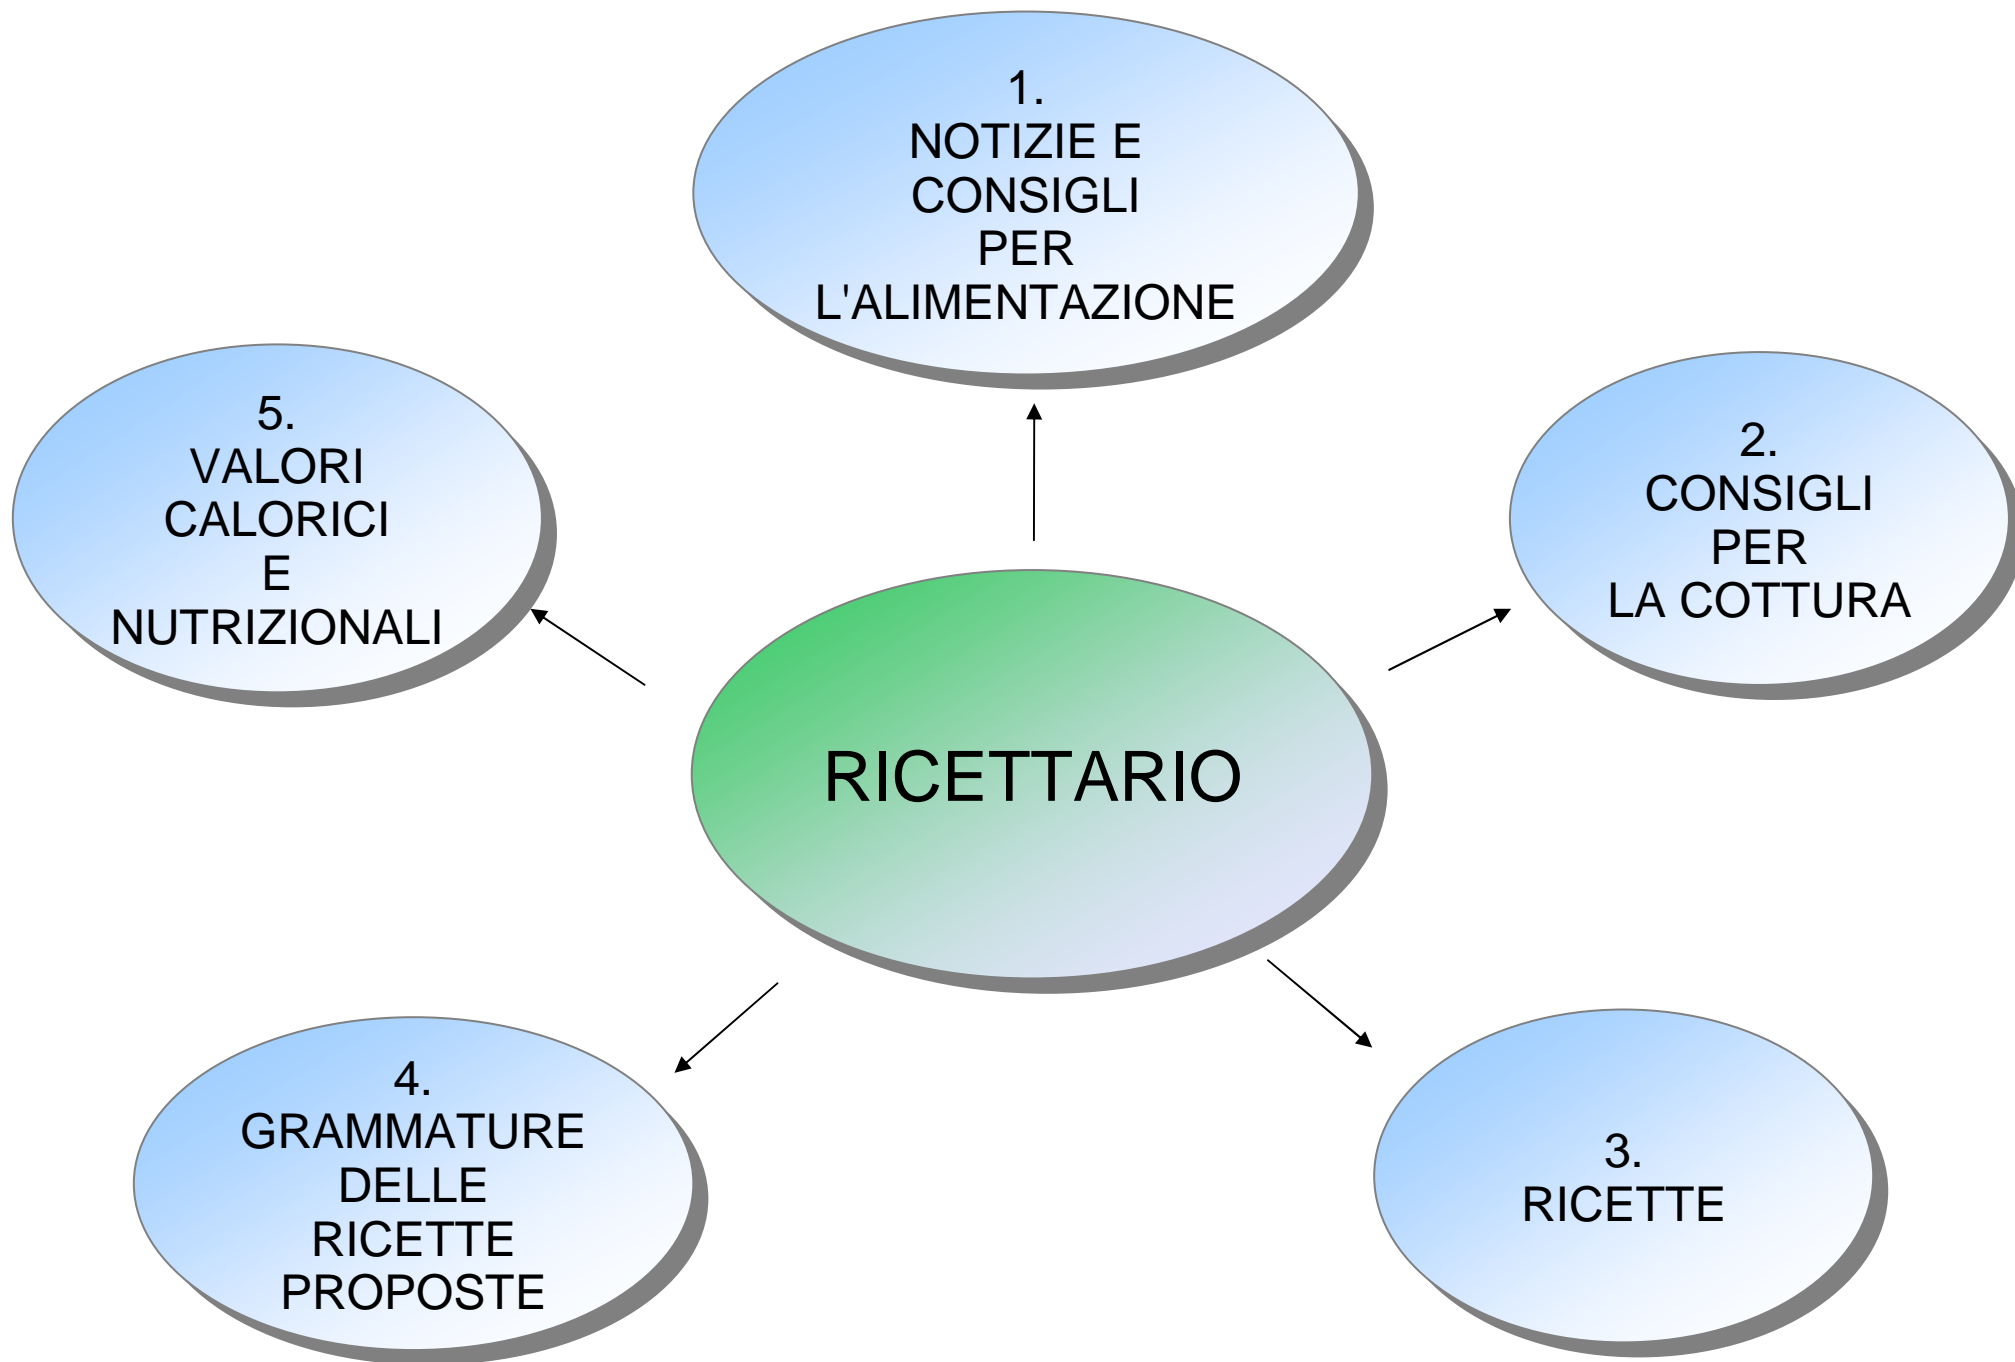 1.
NOTIZIE E
CONSIGLI
PER
L'ALIMENTAZIONE
2.
CONSIGLI
PER
LA COTTURA
3.
RICETTE
4.
GRAMMATURE
DELLE
RICETTE
PROPOSTE
5.
VALORI
CALORICI
E
NUTRIZIONALI
RICETTARIO